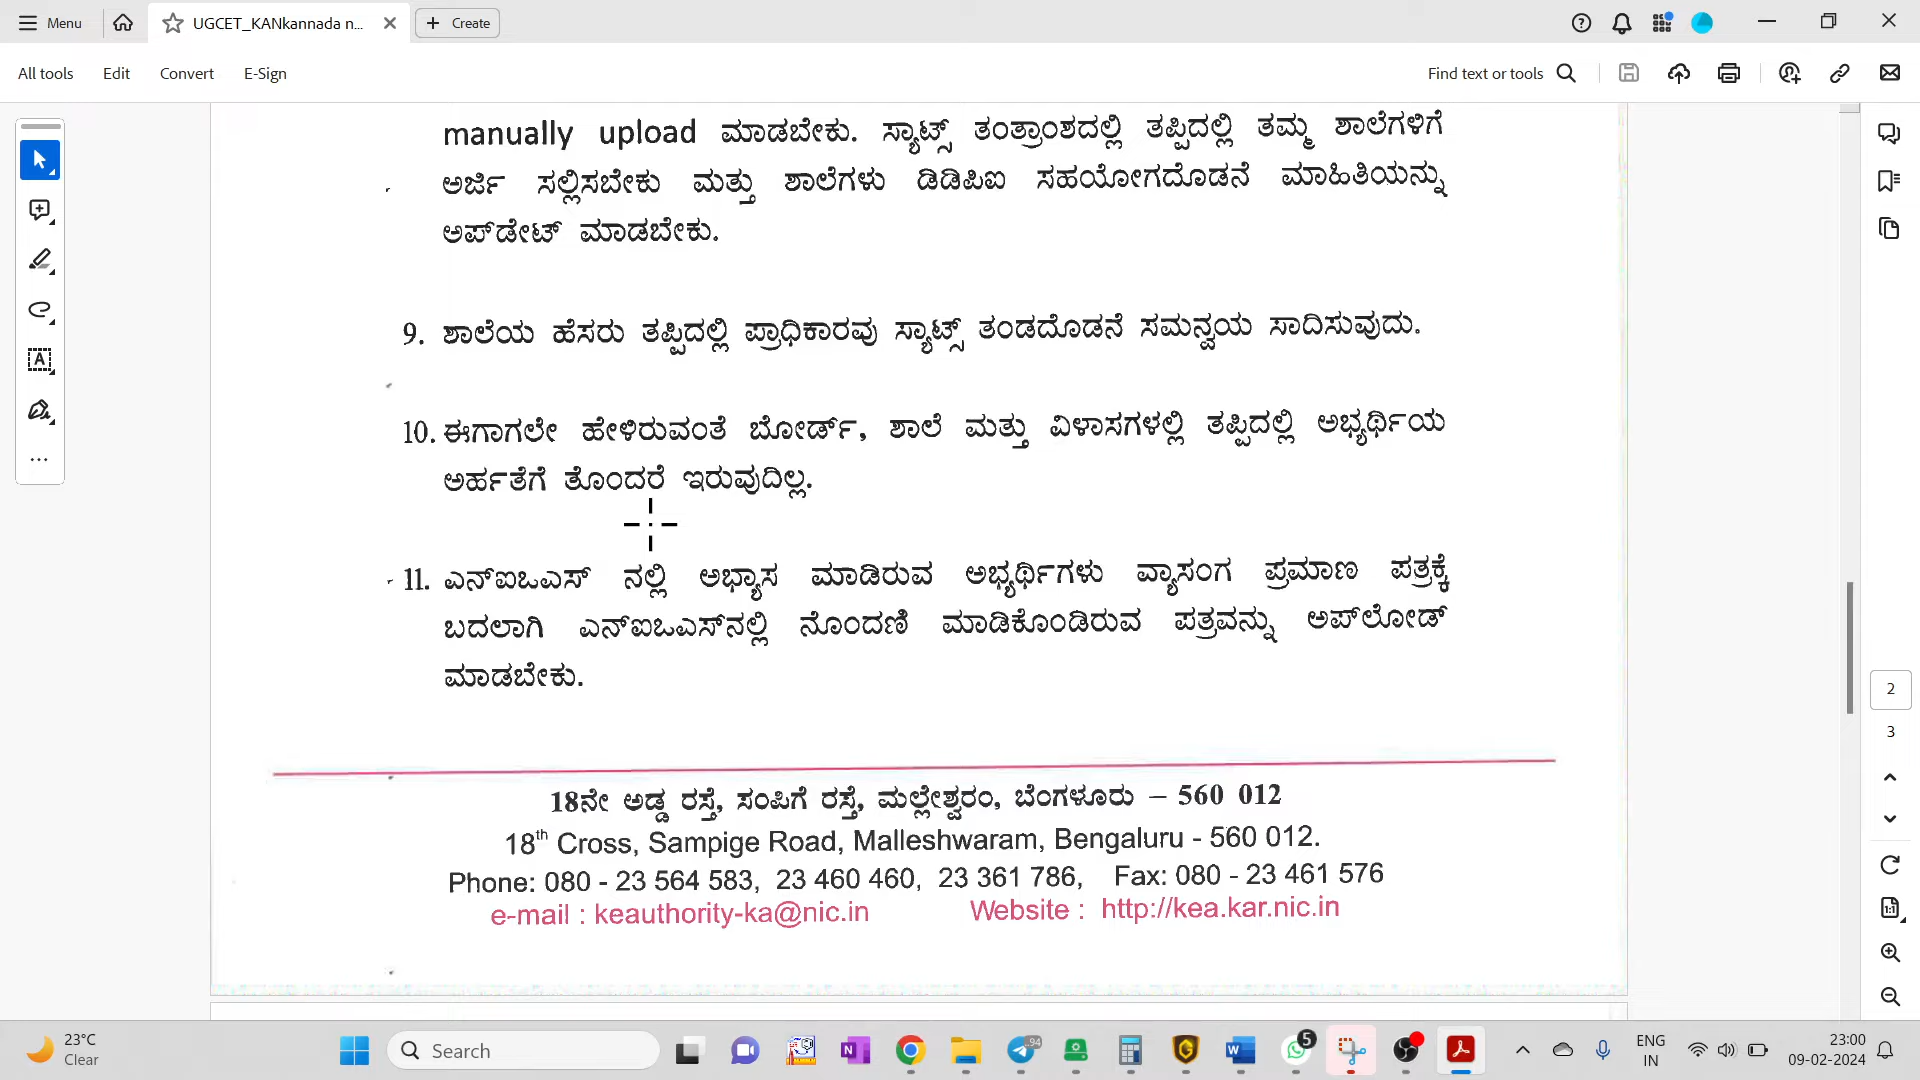 Menu
UGCET_KANkannada n...
Create
All tools Edit Convert E-Sign
Find text or tools
manually upload ಮಾಡಬೇಕು. ಸ್ಯಾಟ್ಸ್ ತಂತ್ರಾಂಶದಲ್ಲಿ ತಪ್ಪಿದಲ್ಲಿ ತಮ್ಮ ಶಾಲೆಗಳಿಗೆ
ಅರ್ಜಿ ಸಲ್ಲಿಸಬೇಕು ಮತ್ತು ಶಾಲೆಗಳು ಡಿಡಿಪಿಐ ಸಹಯೋಗದೊಡನೆ ಮಾಹಿತಿಯನ್ನು
ಅಪ್‌ಡೇಟ್ ಮಾಡಬೇಕು.
9. ಶಾಲೆಯ ಹೆಸರು ತಪ್ಪಿದಲ್ಲಿ ಪ್ರಾಧಿಕಾರವು ಸ್ಯಾಟ್ಸ್ ತಂಡದೊಡನೆ ಸಮನ್ವಯ ಸಾದಿಸುವುದು.
10. ಈಗಾಗಲೇ ಹೇಳಿರುವಂತೆ ಬೋರ್ಡ್, ಶಾಲೆ ಮತ್ತು ವಿಳಾಸಗಳಲ್ಲಿ ತಪ್ಪಿದಲ್ಲಿ ಅಭ್ಯರ್ಥಿಯ
ಅರ್ಹತೆಗೆ ತೊಂದರೆ ಇರುವುದಿಲ್ಲ.
11. ಎನ್ಐಒಎಸ್ ನಲ್ಲಿ ಅಭ್ಯಾಸ ಮಾಡಿರುವ ಅಭ್ಯರ್ಥಿಗಳು ವ್ಯಾಸಂಗ ಪ್ರಮಾಣ ಪತ್ರಕ್ಕೆ
ಬದಲಾಗಿ ಎನ್ಐಒಎಸ್‌ನಲ್ಲಿ ನೊಂದಣಿ ಮಾಡಿಕೊಂಡಿರುವ ಪತ್ರವನ್ನು ಅಪ್‌ಲೋಡ್
ಮಾಡಬೇಕು.
18ನೇ ಅಡ್ಡ ರಸ್ತೆ, ಸಂಪಿಗೆ ರಸ್ತೆ, ಮಲ್ಲೇಶ್ವರಂ, ಬೆಂಗಳೂರು – 560 012
18th Cross, Sampige Road, Malleshwaram, Bengaluru - 560 012.
Phone: 080 - 23 564 583, 23 460 460, 23 361 786, Fax: 080 - 23 461 576
e-mail : keauthority-ka@nic.in Website : http://kea.kar.nic.in
2
3
23°C
Clear
Search
94
5
ENG
IN
23:00
09-02-2024